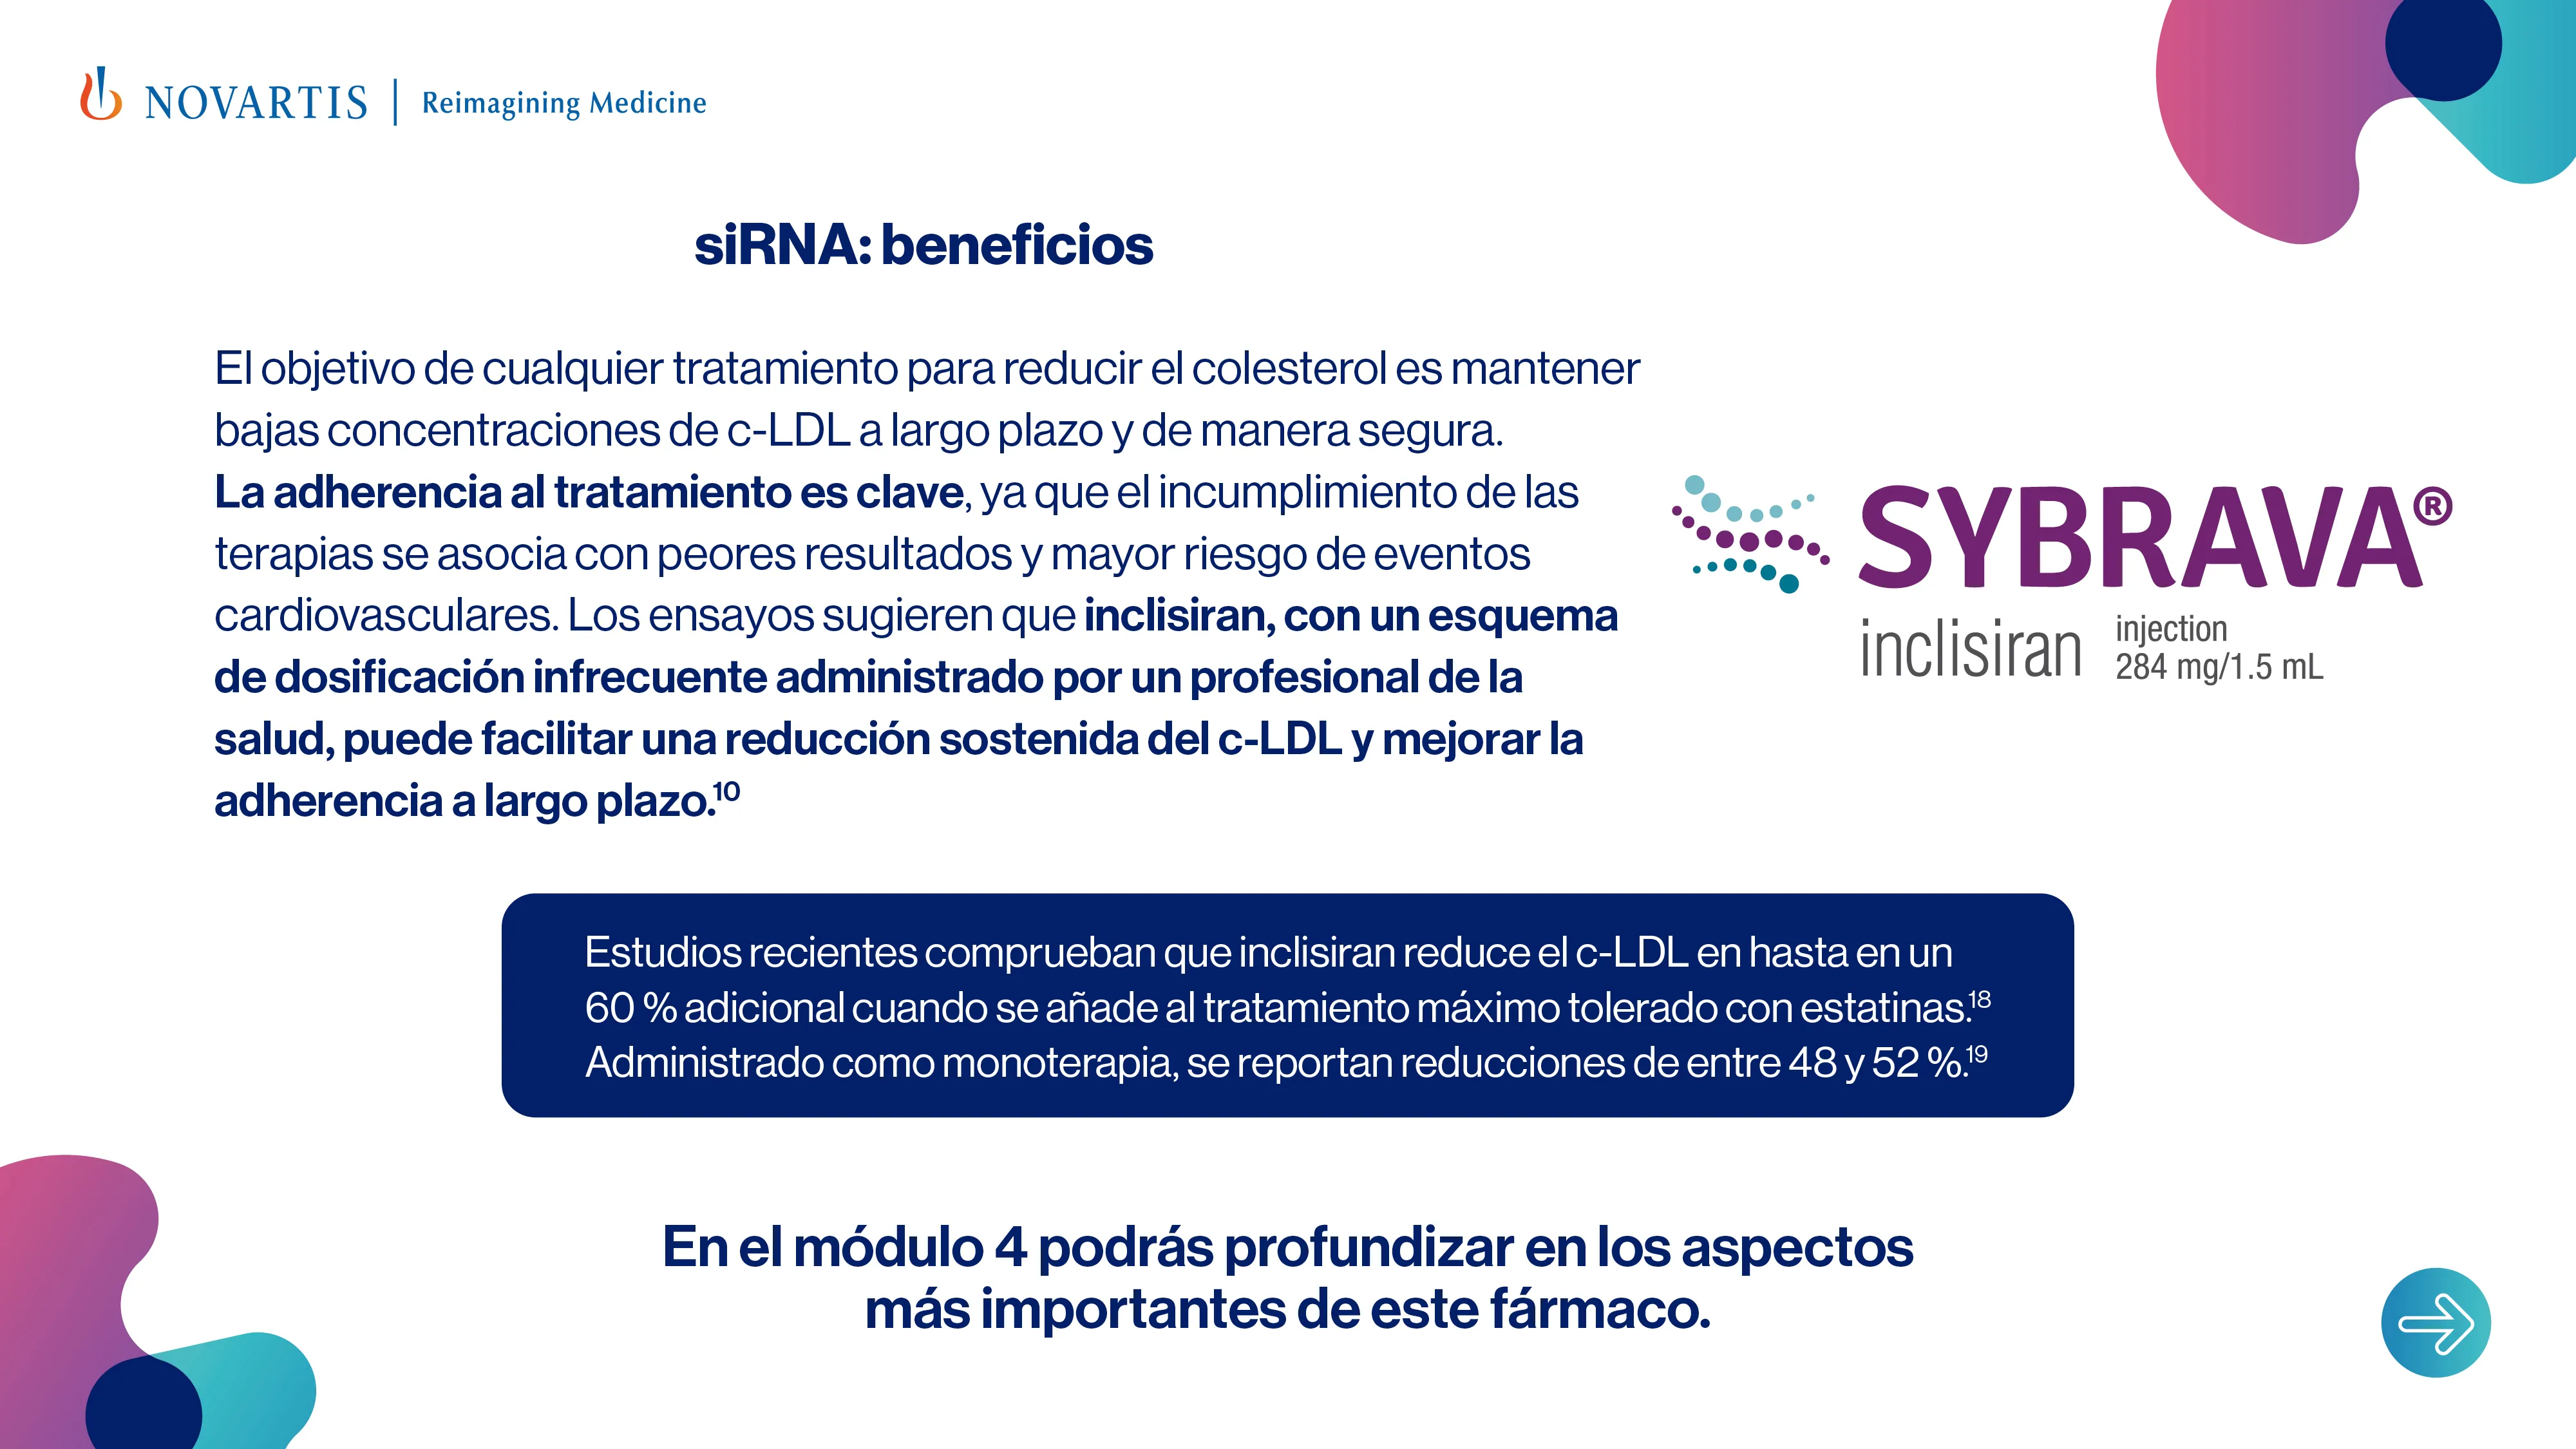 NOVARTIS | Reimagining Medicine
siRNA: beneficios
El objetivo de cualquier tratamiento para reducir el colesterol es mantener
bajas concentraciones de c-LDL a largo plazo y de manera segura.
La adherencia al tratamiento es clave, ya que el incumplimiento de las
terapias se asocia con peores resultados y mayor riesgo de eventos
cardiovasculares. Los ensayos sugieren que inclisiran, con un esquema
de dosificación infrecuente administrado por un profesional de la
salud, puede facilitar una reducción sostenida del c-LDL y mejorar la
adherencia a largo plazo.¹⁰
SYBRAVA®
inclisiran injection
284 mg/1.5 mL
Estudios recientes comprueban que inclisiran reduce el c-LDL en hasta en un
60 % adicional cuando se añade al tratamiento máximo tolerado con estatinas.¹⁸
Administrado como monoterapia, se reportan reducciones de entre 48 y 52 %.¹⁹
En el módulo 4 podrás profundizar en los aspectos
más importantes de este fármaco.